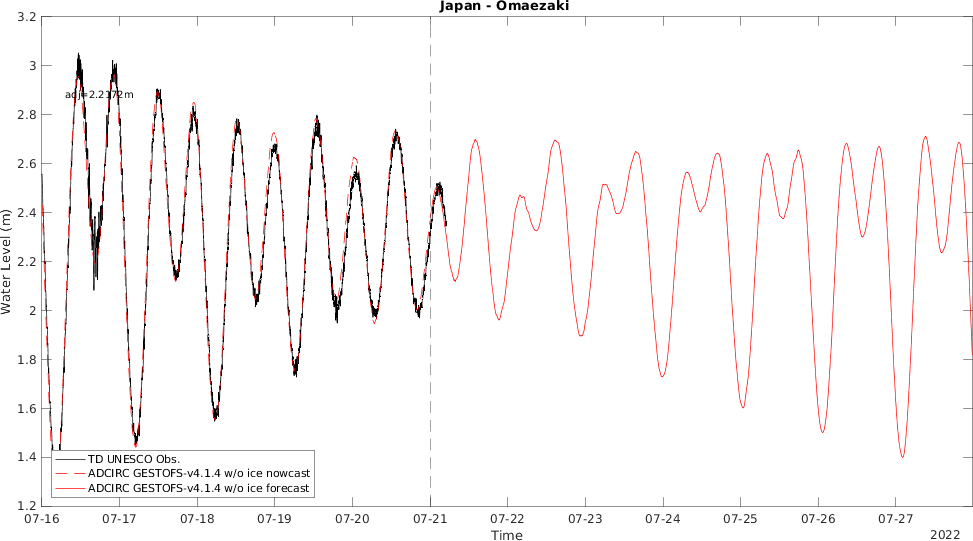 Japan - Omaezaki
Water Level (m)
3.2
3
2.8
2.6
2.4
2.2
2
1.8
1.6
1.4
1.2
adj=2.2172m
TD UNESCO Obs.
ADCIRC GESTOFS-v4.1.4 w/o ice nowcast
ADCIRC GESTOFS-v4.1.4 w/o ice forecast
07-16 07-17 07-18 07-19 07-20 07-21 07-22 07-23 07-24 07-25 07-26 07-27
Time
2022